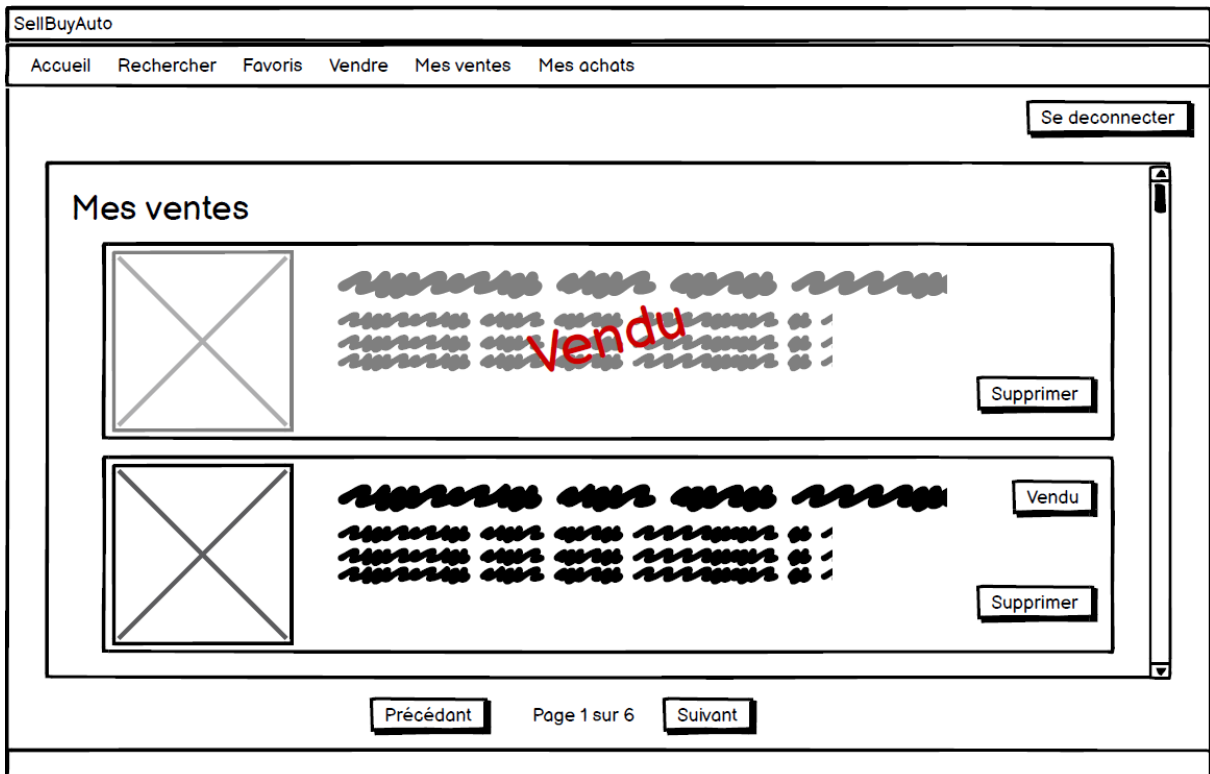 SellBuyAuto
Accueil Rechercher Favoris Vendre Mes ventes Mes achats
Se deconnecter
Mes ventes
Vendu
Supprimer
Vendu
Supprimer
Précédant Page 1 sur 6 Suivant